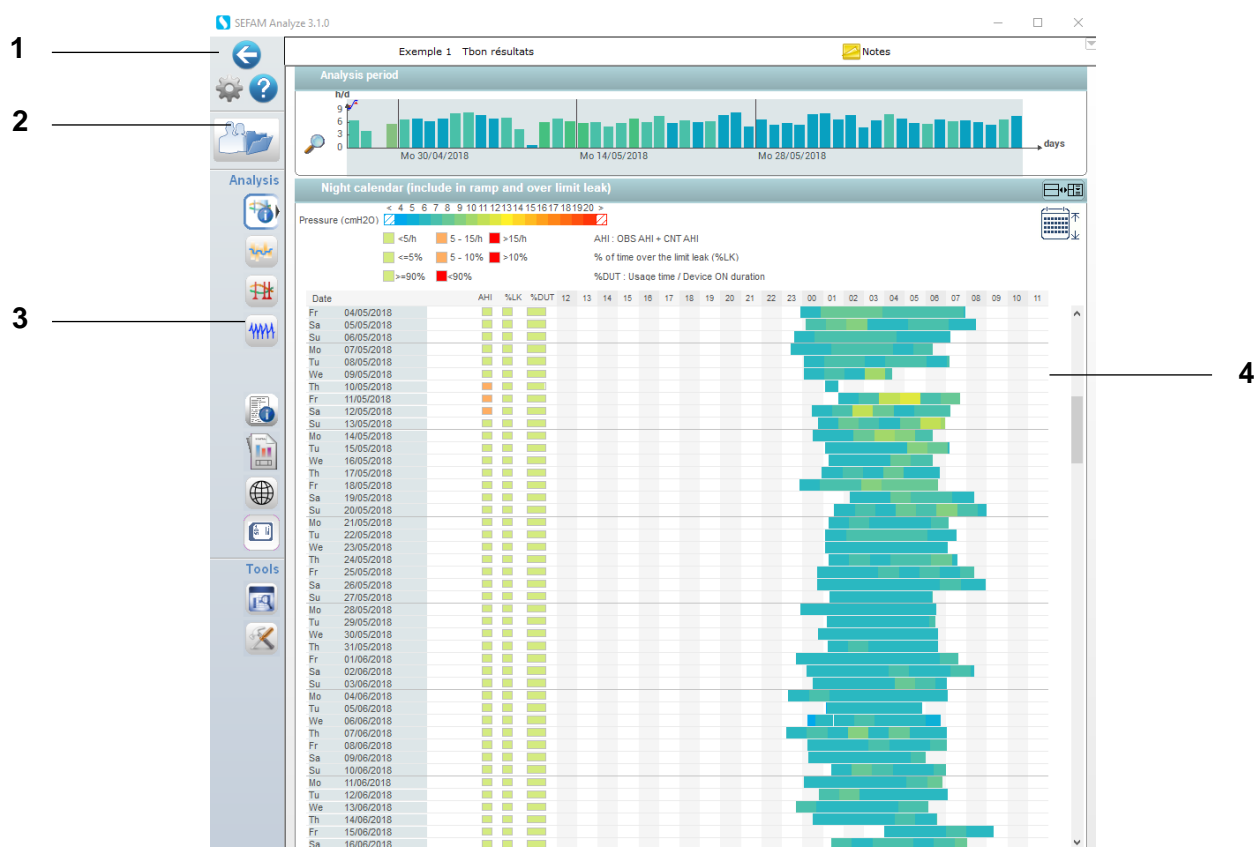 SEFAM Analyze 3.1.0
1
Exemple 1 Tbon résultats
Notes
Analysis period
h/d
9
6
3
0
days
Mo 30/04/2018 Mo 14/05/2018 Mo 28/05/2018
2
Analysis
Night calendar (include in ramp and over limit leak)
< 4 5 6 7 8 9 10 11 12 13 14 15 16 17 18 19 20 >
Pressure (cmH2O)
<5/h 5 - 15/h >15/h AHI : OBS AHI + CNT AHI
<=5% 5 - 10% >10% % of time over the limit leak (%LK)
>=90% <90% %DUT : Usage time / Device ON duration
Date AHI %LK %DUT 12 13 14 15 16 17 18 19 20 21 22 23 00 01 02 03 04 05 06 07 08 09 10 11
3
4
Fr 04/05/2018
Sa 05/05/2018
Su 06/05/2018
Mo 07/05/2018
Tu 08/05/2018
We 09/05/2018
Th 10/05/2018
Fr 11/05/2018
Sa 12/05/2018
Su 13/05/2018
Mo 14/05/2018
Tu 15/05/2018
We 16/05/2018
Th 17/05/2018
Fr 18/05/2018
Sa 19/05/2018
Su 20/05/2018
Mo 21/05/2018
Tu 22/05/2018
We 23/05/2018
Th 24/05/2018
Fr 25/05/2018
Sa 26/05/2018
Su 27/05/2018
Mo 28/05/2018
Tu 29/05/2018
We 30/05/2018
Th 31/05/2018
Fr 01/06/2018
Sa 02/06/2018
Su 03/06/2018
Mo 04/06/2018
Tu 05/06/2018
We 06/06/2018
Th 07/06/2018
Fr 08/06/2018
Sa 09/06/2018
Su 10/06/2018
Mo 11/06/2018
Tu 12/06/2018
We 13/06/2018
Th 14/06/2018
Fr 15/06/2018
Sa 16/06/2018
Tools